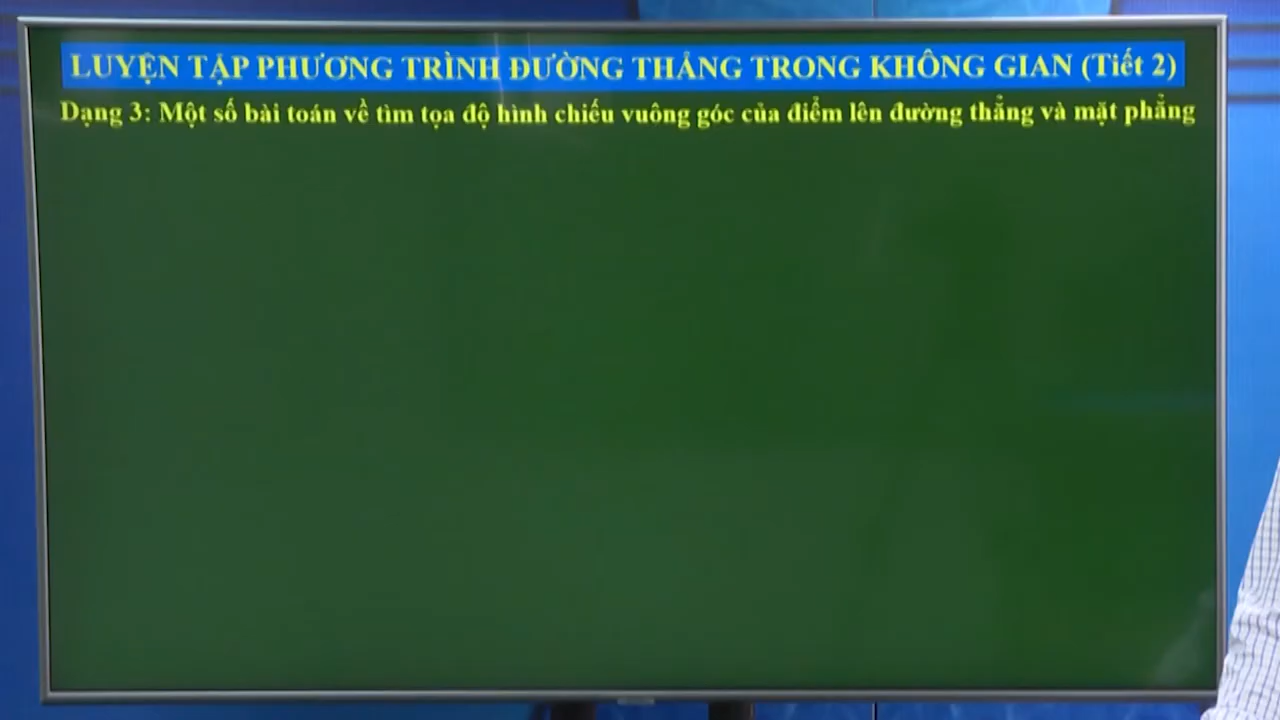 LUYỆN TẬP PHƯƠNG TRÌNH ĐƯỜNG THẲNG TRONG KHÔNG GIAN (Tiết 2)
Dạng 3: Một số bài toán về tìm tọa độ hình chiếu vuông góc của điểm lên đường thẳng và mặt phẳng